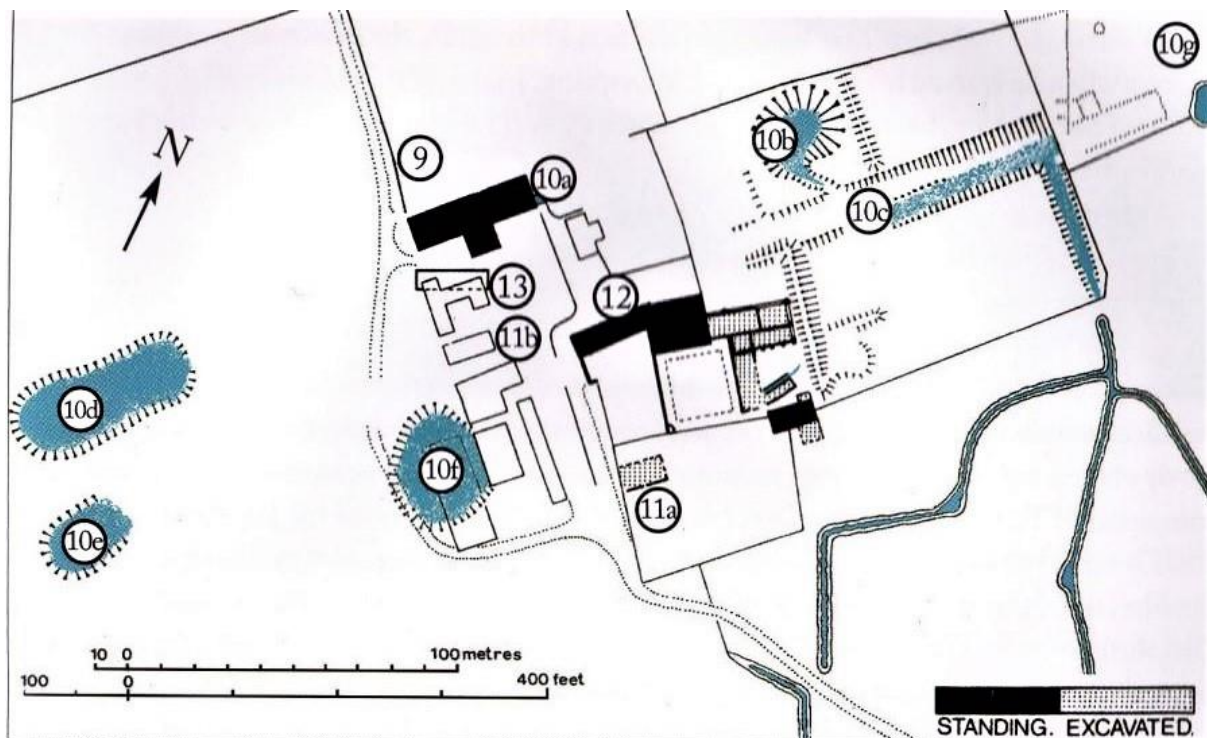 10g
10b
N
9
10a
10c
13
12
11b
10d
10f
11a
10e
10 0 100 metres
100 0 400 feet
STANDING. EXCAVATED.